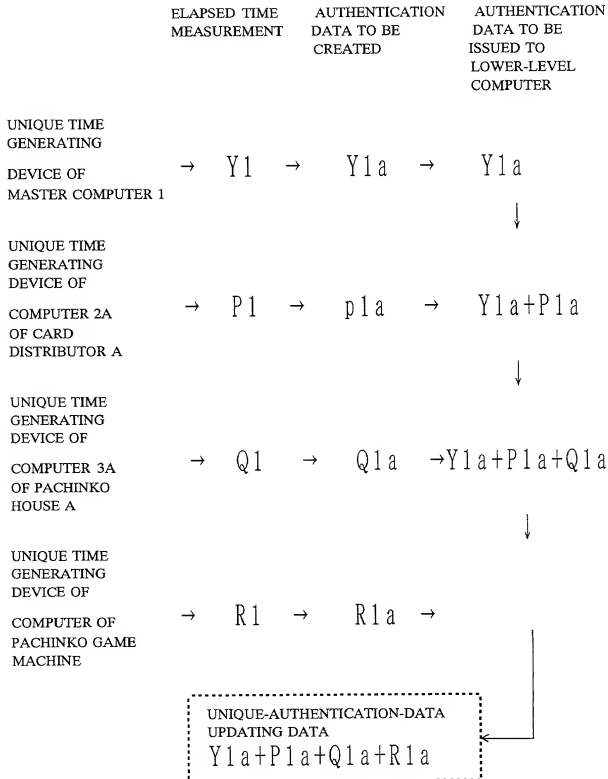 ELAPSED TIME
MEASUREMENT
AUTHENTICATION
DATA TO BE
CREATED
AUTHENTICATION
DATA TO BE
ISSUED TO
LOWER-LEVEL
COMPUTER
UNIQUE TIME
GENERATING
DEVICE OF
MASTER COMPUTER 1
→ Y1 → Y1a → Y1a
↓
UNIQUE TIME
GENERATING
DEVICE OF
COMPUTER 2A
OF CARD
DISTRIBUTOR A
→ P1 → p1a → Y1a+P1a
↓
UNIQUE TIME
GENERATING
DEVICE OF
COMPUTER 3A
OF PACHINKO
HOUSE A
→ Q1 → Q1a →Y1a+P1a+Q1a
↓
UNIQUE TIME
GENERATING
DEVICE OF
COMPUTER OF
PACHINKO GAME
MACHINE
→ R1 → R1a →
UNIQUE-AUTHENTICATION-DATA
UPDATING DATA
Y1a+P1a+Q1a+R1a